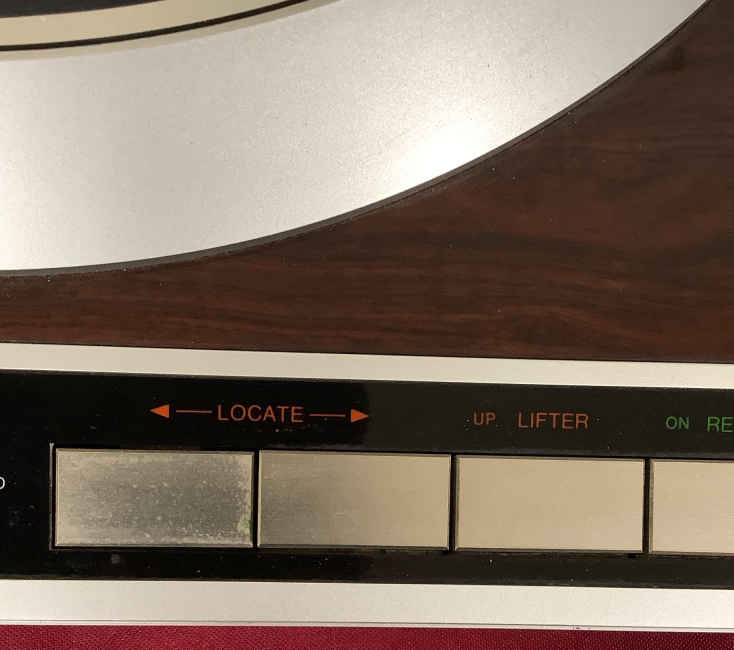 ◄ LOCATE ► UP LIFTER ON